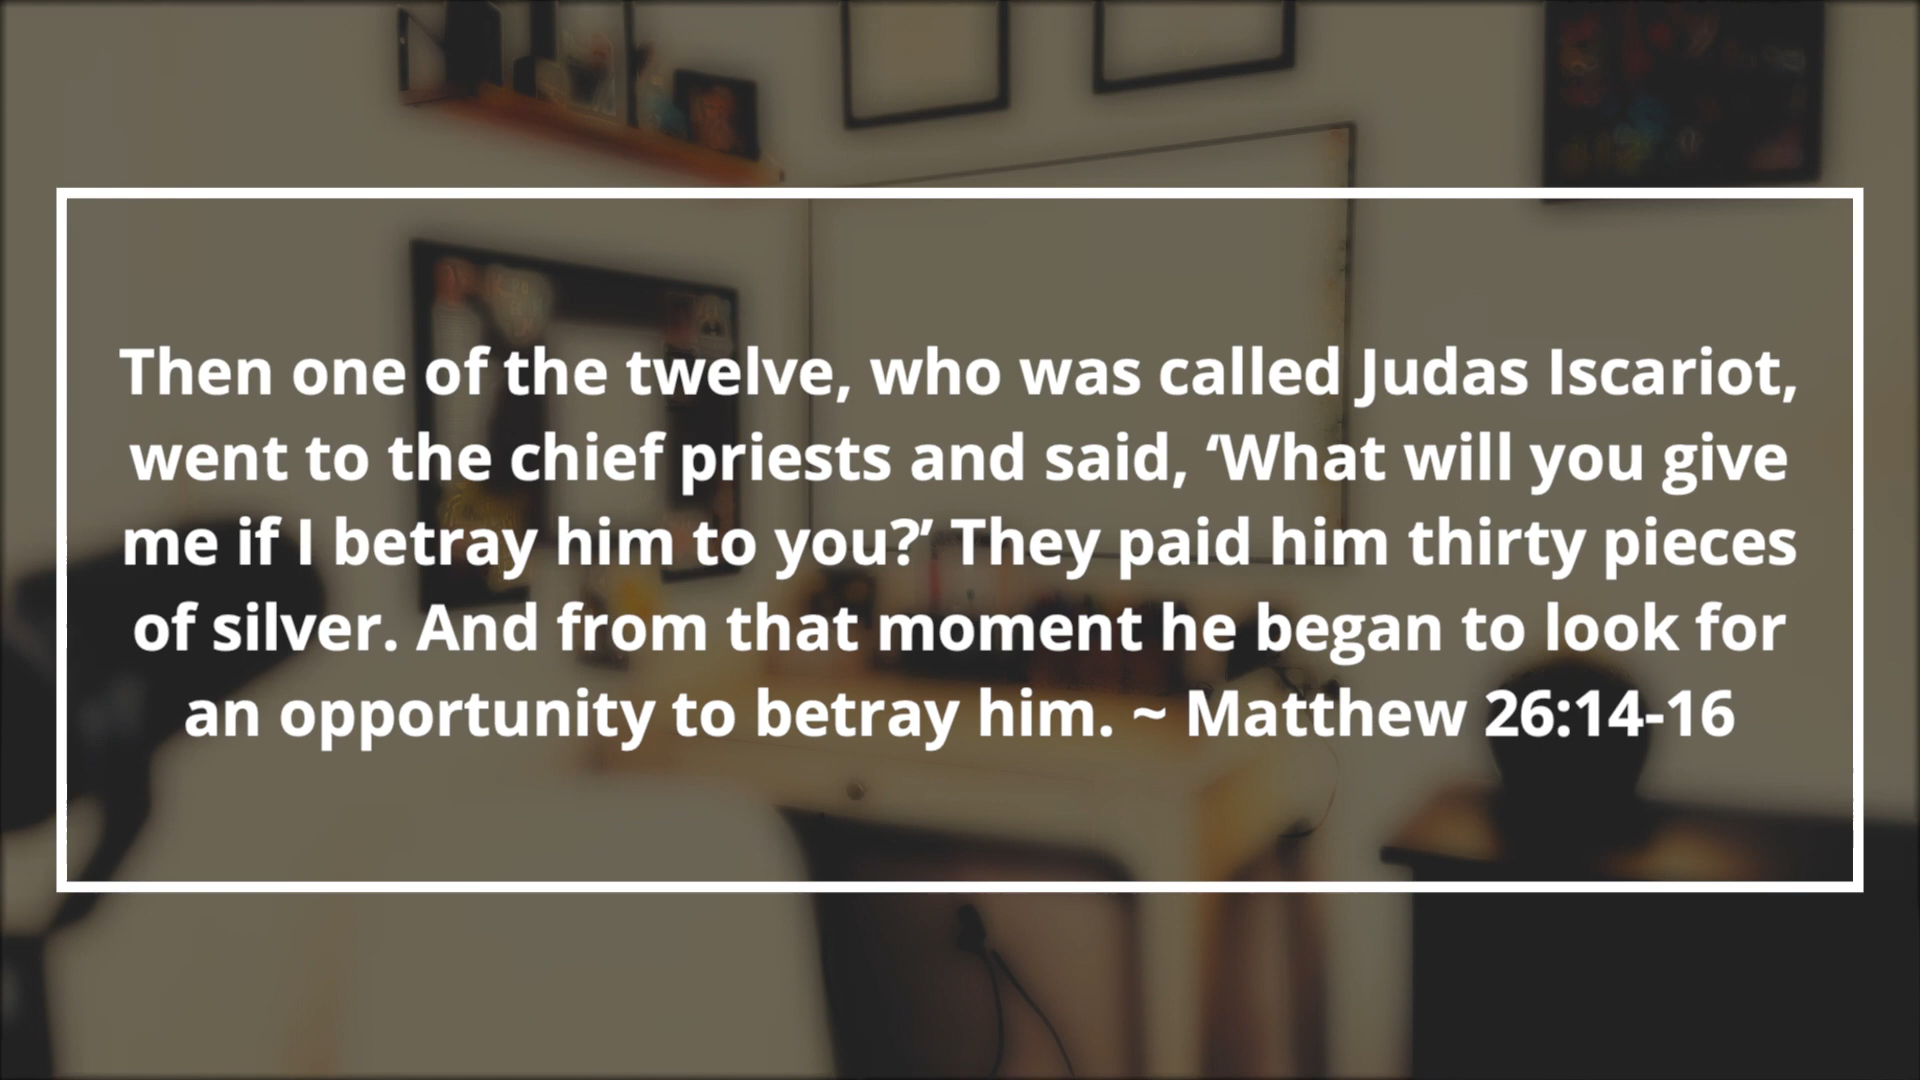 Then one of the twelve, who was called Judas Iscariot,
went to the chief priests and said, ‘What will you give
me if I betray him to you?’ They paid him thirty pieces
of silver. And from that moment he began to look for
an opportunity to betray him. ~ Matthew 26:14-16